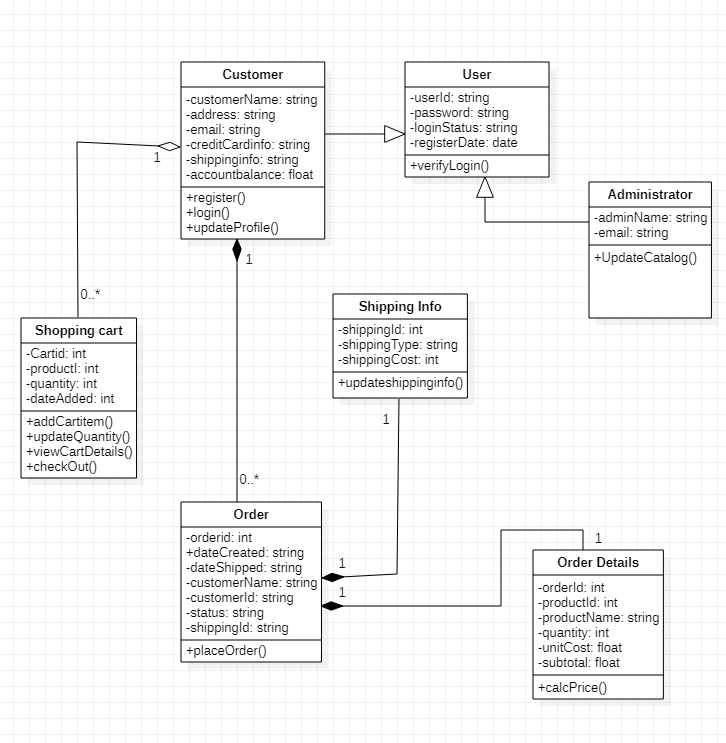 Customer
-customerName: string
-address: string
-email: string
-creditCardinfo: string
-shippinginfo: string
-accountbalance: float
+register()
+login()
+updateProfile()
User
-userId: string
-password: string
-loginStatus: string
-registerDate: date
+verifyLogin()
Administrator
-adminName: string
-email: string
+UpdateCatalog()
1
1
0..*
Shopping cart
-Cartid: int
-productI: int
-quantity: int
-dateAdded: int
+addCartitem()
+updateQuantity()
+viewCartDetails()
+checkOut()
Shipping Info
-shippingId: int
-shippingType: string
-shippingCost: int
+updateshippinginfo()
1
0..*
Order
-orderid: int
+dateCreated: string
-dateShipped: string
-customerName: string
-customerId: string
-status: string
-shippingId: string
+placeOrder()
1
1
1
Order Details
-orderId: int
-productId: int
-productName: string
-quantity: int
-unitCost: float
-subtotal: float
+calcPrice()